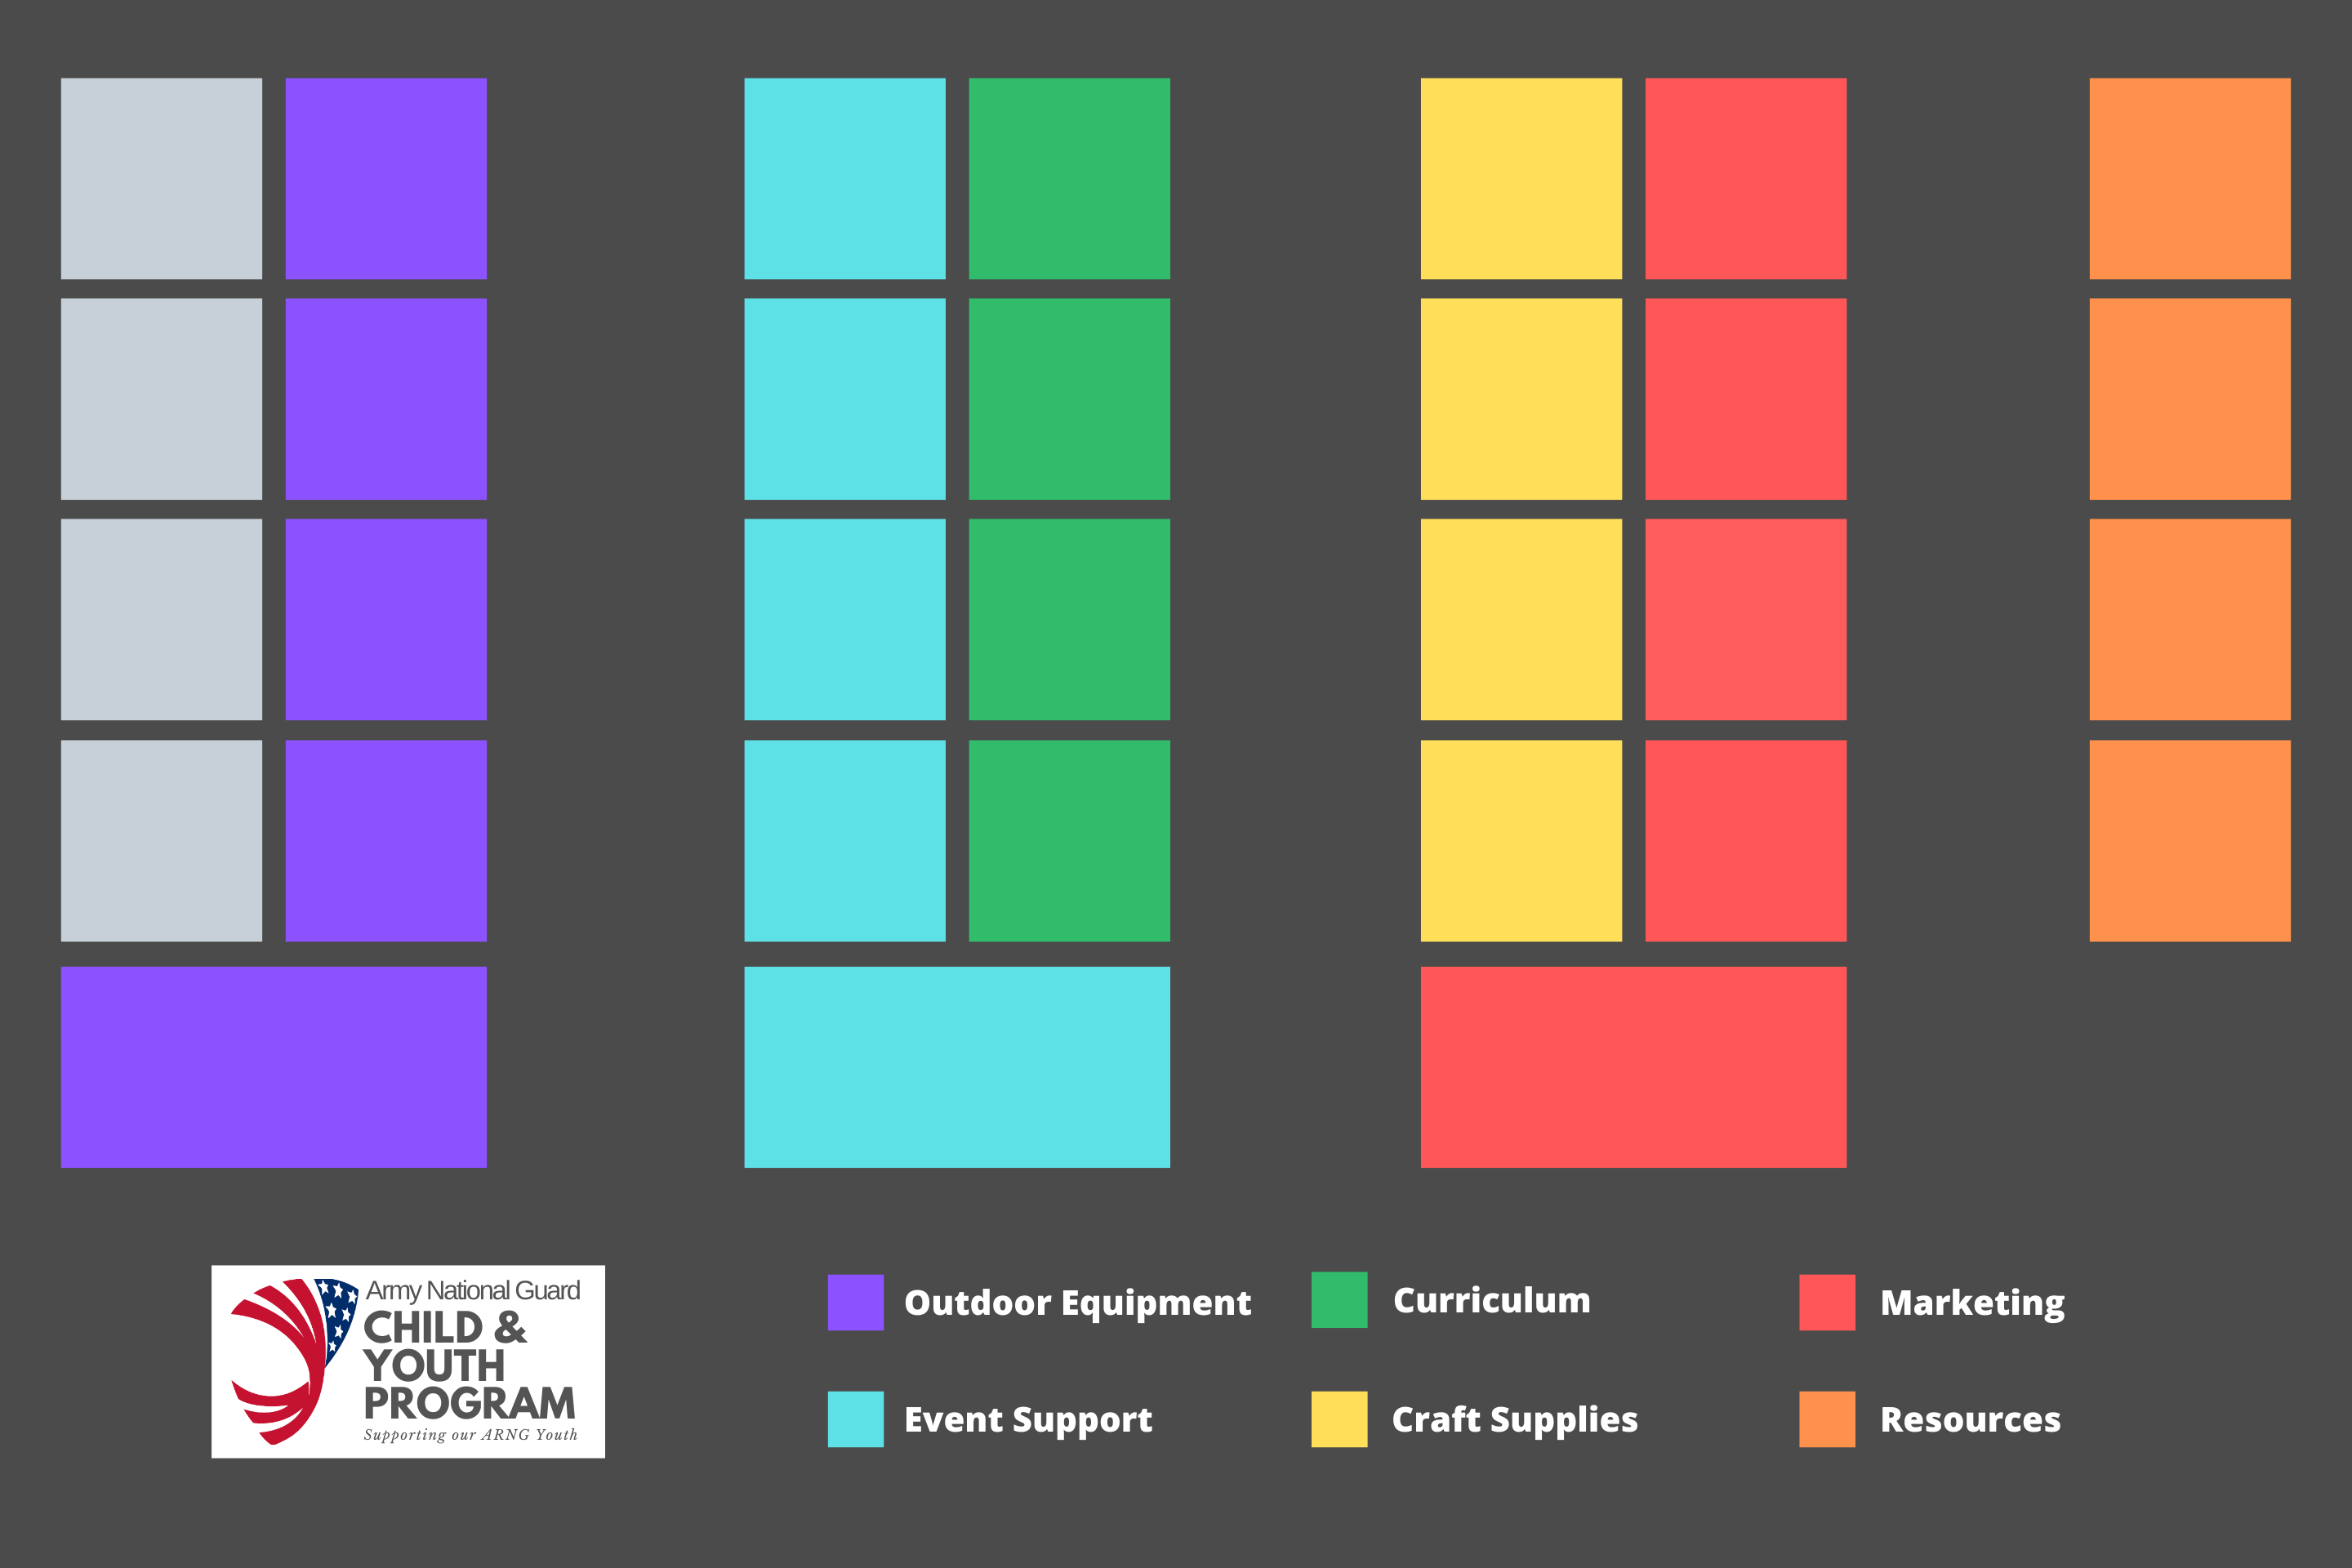 Army National Guard
CHILD &
YOUTH
PROGRAM
Supporting our ARNG Youth
Outdoor Equipment
Curriculum
Marketing
Event Support
Craft Supplies
Resources